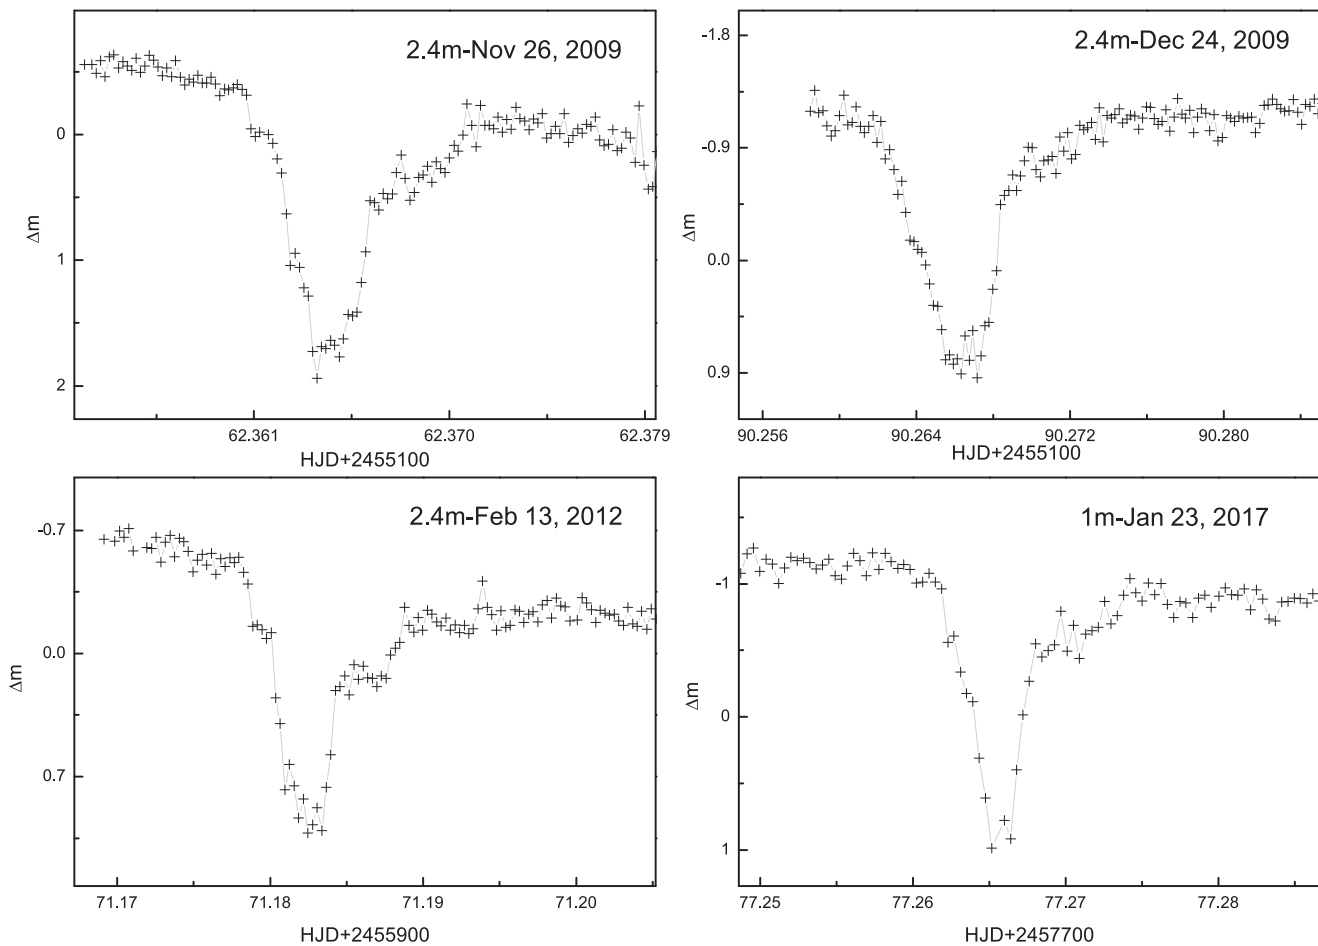 2.4m-Nov 26, 2009
0
1
2
Δm
62.361
62.370
62.379
HJD+2455100
2.4m-Dec 24, 2009
-1.8
-0.9
0.0
0.9
Δm
90.256
90.264
90.272
90.280
HJD+2455100
2.4m-Feb 13, 2012
-0.7
0.0
0.7
Δm
71.17
71.18
71.19
71.20
HJD+2455900
1m-Jan 23, 2017
-1
0
1
Δm
77.25
77.26
77.27
77.28
HJD+2457700